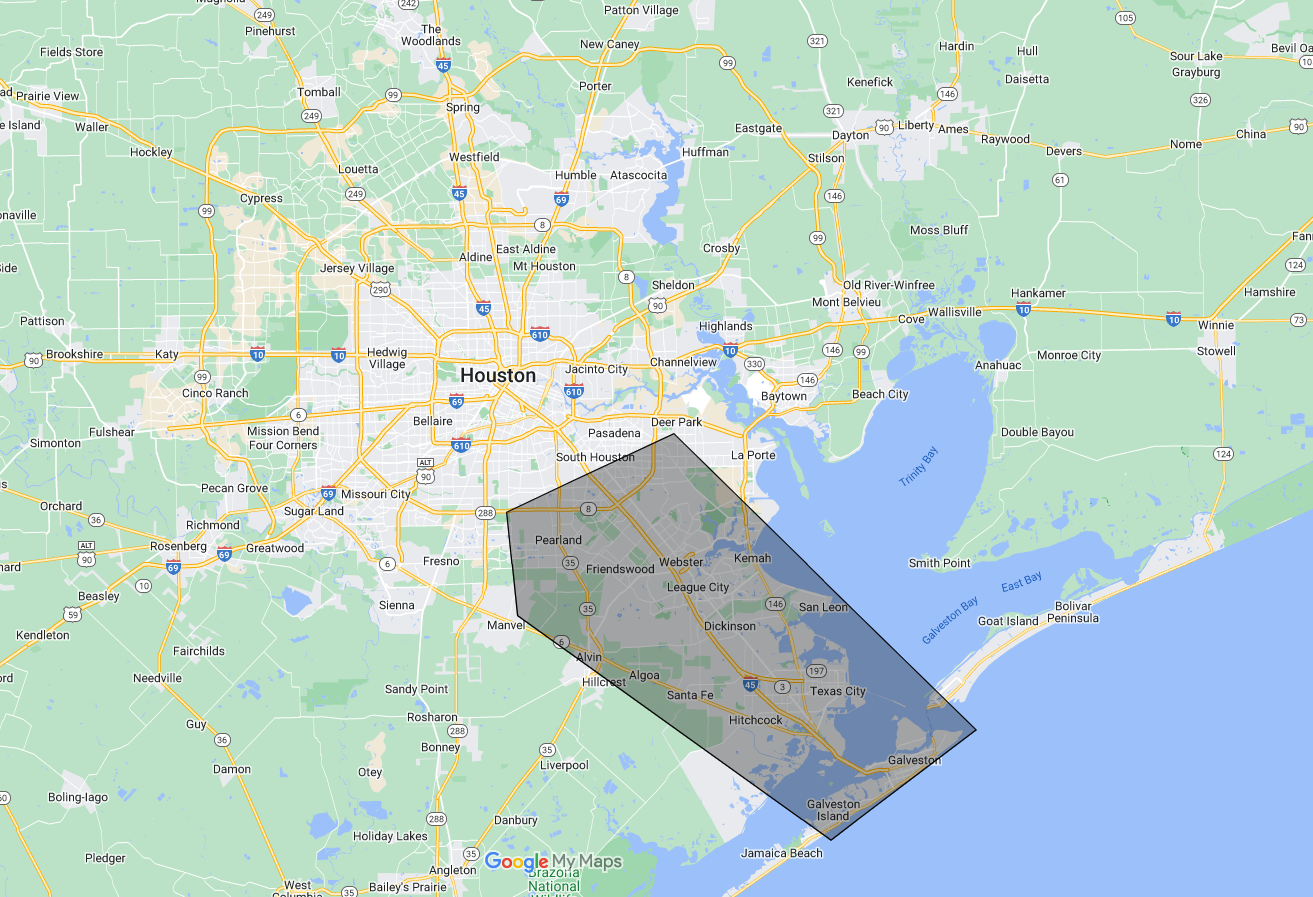 242
Patton Village
105
249
Pinehurst
The
Woodlands
New Caney
321
Hardin
Hull
Fields Store
45
99
Sour Lake
Bevil Oa
10
Grayburg
Kenefick
Daisetta
Porter
Tomball
99
146
ad Prairie View
326
Spring
249
321
e Island
Waller
Eastgate
90
Liberty
Ames
90
China
Dayton
Raywood
Nome
Hockley
Westfield
Huffman
Stilson
Devers
Louetta
Humble
Atascocita
61
Cypress
249
45
69
146
99
onaville
8
99
Moss Bluff
Fan
East Aldine
Crosby
Aldine
side
Jersey Village
Mt Houston
124
8
290
Sheldon
Old River-Winfree
Hankamer
Hamshire
45
90
Mont Belvieu
Wallisville
10
Pattison
Cove
10
73
Highlands
Winnie
610
90
Brookshire
Katy
10
10
Hedwig
Village
Channelview
10
146
99
Stowell
Monroe City
Jacinto City
330
Anahuac
99
Houston
146
Cinco Ranch
610
Baytown
Beach City
69
6
Bellaire
Deer Park
Fulshear
Mission Bend
Pasadena
Double Bayou
Simonton
Four Corners
610
South Houston
La Porte
124
ALT
90
Trinity Bay
Pecan Grove
69
Missouri City
Orchard
Sugar Land
288
8
36
Richmond
Rosenberg
Pearland
ALT
90
69
Greatwood
Kemah
69
6
Fresno
35
Friendswood
Webster
Smith Point
10
League City
East Bay
Beasley
Sienna
35
146
San Leon
Bolivar
Peninsula
59
Galveston Bay
Goat Island
Kendleton
Manvel
Dickinson
6
Fairchilds
Alvin
197
Needville
Hillcrest
Algoa
45
3
Texas City
Sandy Point
Santa Fe
Guy
Rosharon
Hitchcock
288
36
Bonney
35
Galveston
Damon
Otey
Liverpool
Boling-Iago
Galveston
Island
288
Danbury
Holiday Lakes
Jamaica Beach
Pledger
35
Google My Maps
Angleton
Brazoria
National
West
35
Bailey's Prairie